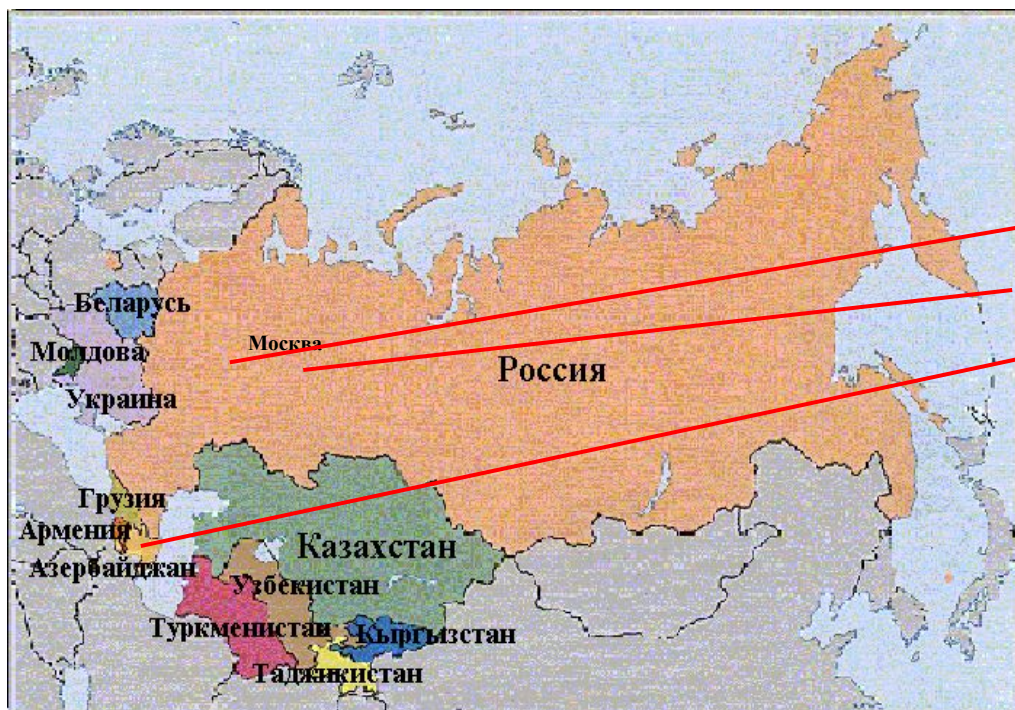 Беларусь
Москва
Молдова
Россия
Украина
Грузия
Армения
Казахстан
Азербайджан
Узбекистан
Туркменистан
Кыргызстан
Таджикистан